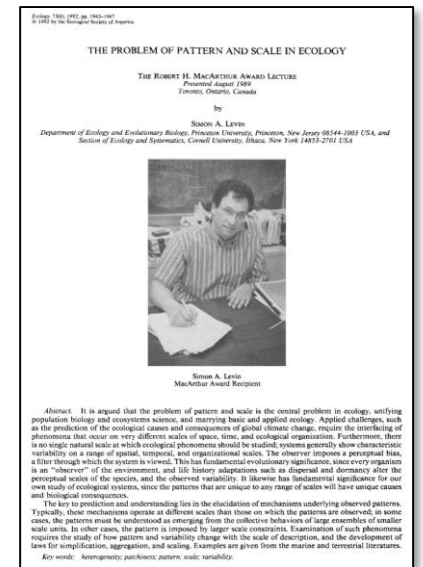 Ecology, 73(6), 1992, pp. 1943–1967
© 1992 by the Ecological Society of America
THE PROBLEM OF PATTERN AND SCALE IN ECOLOGY
THE ROBERT H. MACARTHUR AWARD LECTURE
Presented August 1989
Toronto, Ontario, Canada
by
SIMON A. LEVIN
Department of Ecology and Evolutionary Biology, Princeton University, Princeton, New Jersey 08544-1003 USA, and
Section of Ecology and Systematics, Cornell University, Ithaca, New York 14853-2701 USA
Simon A. Levin
MacArthur Award Recipient
Abstract. It is argued that the problem of pattern and scale is the central problem in ecology, unifying
population biology and ecosystems science, and marrying basic and applied ecology. Applied challenges, such
as the prediction of the ecological causes and consequences of global climate change, require the interfacing of
phenomena that occur on very different scales of space, time, and ecological organization. Furthermore, there
is no single natural scale at which ecological phenomena should be studied; systems generally show characteristic
variability on a range of spatial, temporal, and organizational scales. The observer imposes a perceptual bias,
a filter through which the system is viewed. This has fundamental evolutionary significance, since every organism
is an "observer" of the environment, and life history adaptations such as dispersal and dormancy alter the
perceptual scales of the species, and the observed variability. It likewise has fundamental significance for our
own study of ecological systems, since the patterns that are unique to any range of scales will have unique causes
and biological consequences.
The key to prediction and understanding lies in the elucidation of mechanisms underlying observed patterns.
Typically, these mechanisms operate at different scales than those on which the patterns are observed; in some
cases, the patterns must be understood as emerging from the collective behaviors of large ensembles of smaller
scale units. In other cases, the pattern is imposed by larger scale constraints. Examination of such phenomena
requires the study of how pattern and variability change with the scale of description, and the development of
laws for simplification, aggregation, and scaling. Examples are given from the marine and terrestrial literatures.
Key words: heterogeneity; patchiness; pattern; scale; variability.